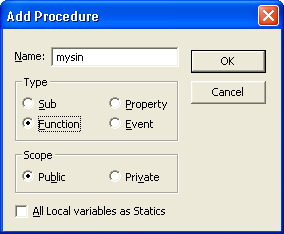 Add Procedure
Name: mysin
OK
Cancel
Type
Sub Property
Function Event
Scope
Public Private
All Local variables as Statics